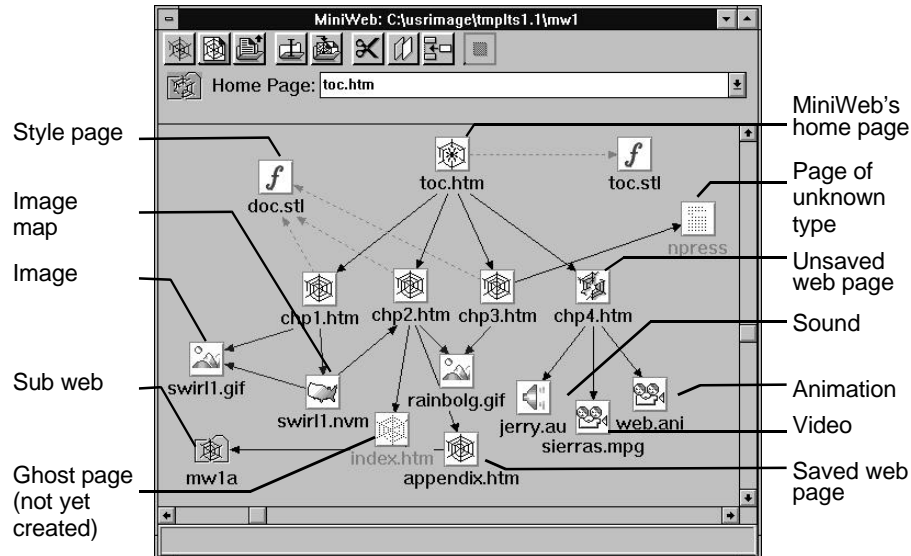 MiniWeb: C:\usrimage\tmplts1.1\mw1
Home Page: toc.htm
Style page
Image
map
Image
Sub web
Ghost page
(not yet
created)
toc.htm
toc.stl
doc.stl
npress
chp1.htm
chp2.htm
chp3.htm
chp4.htm
swirl1.gif
swirl1.nvm
rainbolg.gif
jerry.au
web.ani
sierras.mpg
index.htm
mw1a
appendix.htm
MiniWeb's
home page
Page of
unknown
type
Unsaved
web page
Sound
Animation
Video
Saved web
page